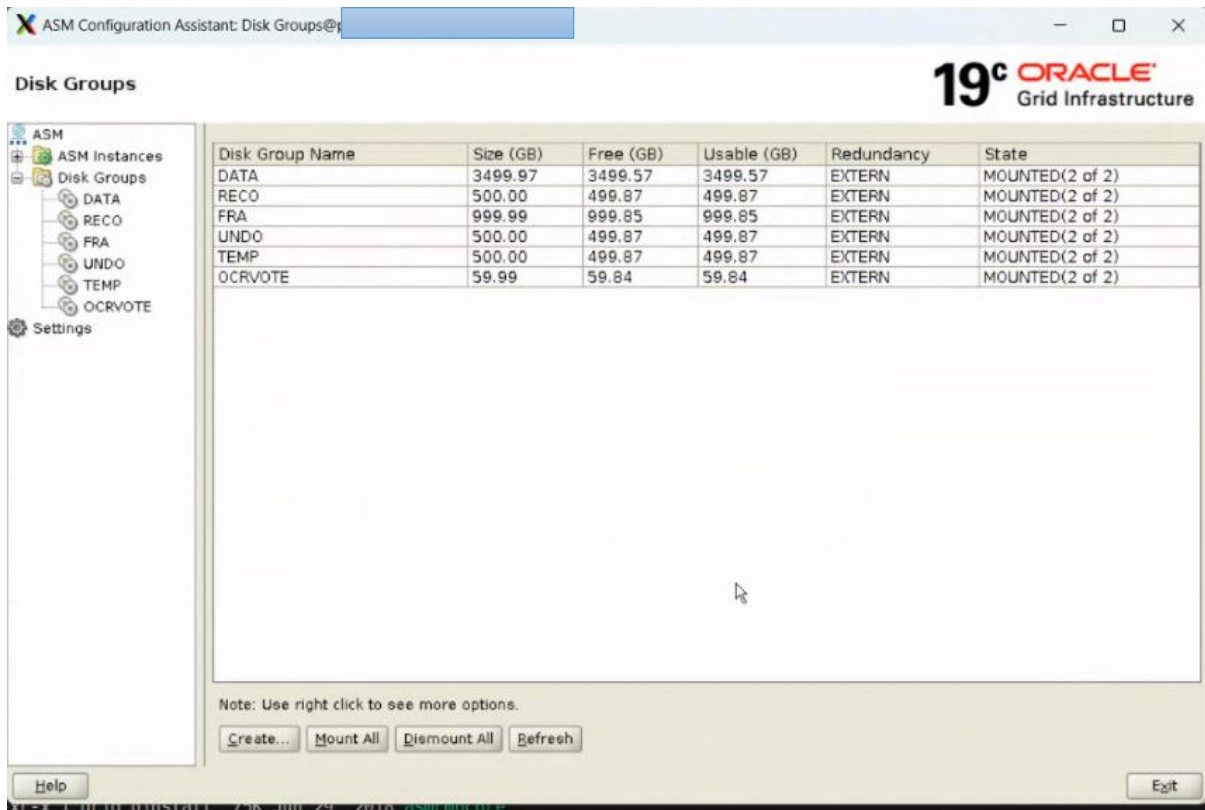 ASM Configuration Assistant: Disk Groups@p
Disk Groups
19c ORACLE
Grid Infrastructure
ASM
ASM Instances
Disk Groups
DATA
RECO
FRA
UNDO
TEMP
OCRVOTE
Settings
Disk Group Name Size (GB) Free (GB) Usable (GB) Redundancy State
DATA 3499.97 3499.57 3499.57 EXTERN MOUNTED(2 of 2)
RECO 500.00 499.87 499.87 EXTERN MOUNTED(2 of 2)
FRA 999.99 999.85 999.85 EXTERN MOUNTED(2 of 2)
UNDO 500.00 499.87 499.87 EXTERN MOUNTED(2 of 2)
TEMP 500.00 499.87 499.87 EXTERN MOUNTED(2 of 2)
OCRVOTE 59.99 59.84 59.84 EXTERN MOUNTED(2 of 2)
Note: Use right click to see more options.
Create... Mount All Dismount All Refresh
Help Exit